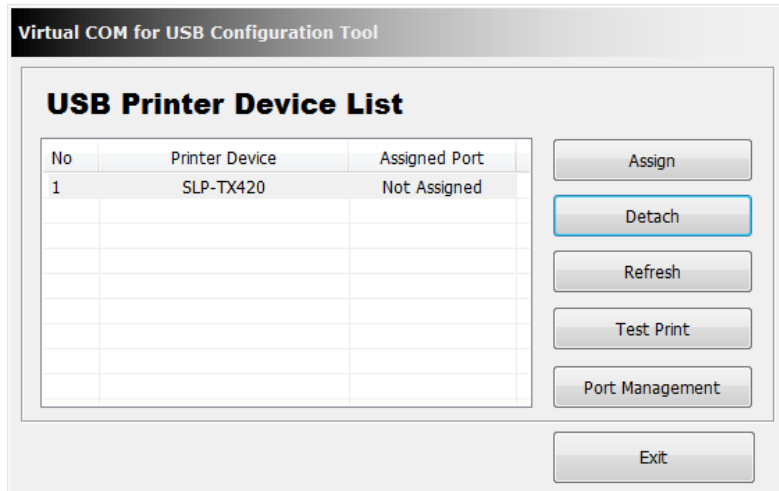 Virtual COM for USB Configuration Tool
USB Printer Device List
No Printer Device Assigned Port
1 SLP-TX420 Not Assigned
Assign
Detach
Refresh
Test Print
Port Management
Exit